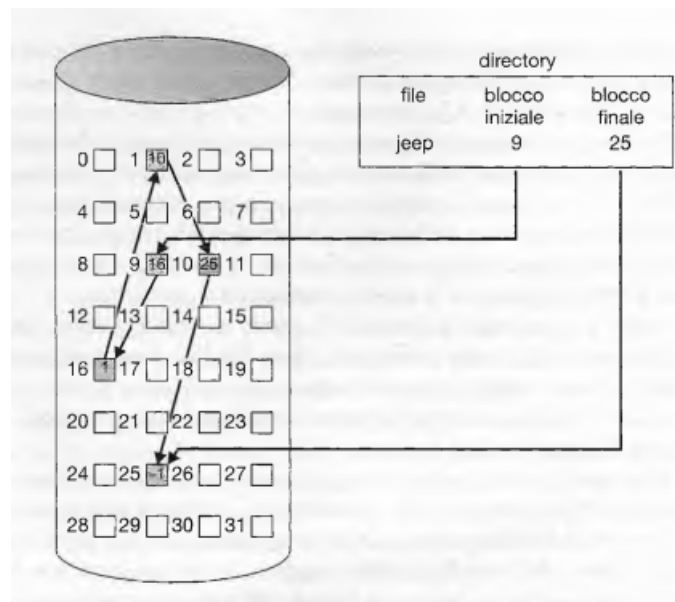 directory
file blocco iniziale blocco finale
jeep 9 25
0 1 10 2 3
4 5 6 7
8 9 16 10 25 11
12 13 14 15
16 1 17 18 19
20 21 22 23
24 25 -1 26 27
28 29 30 31